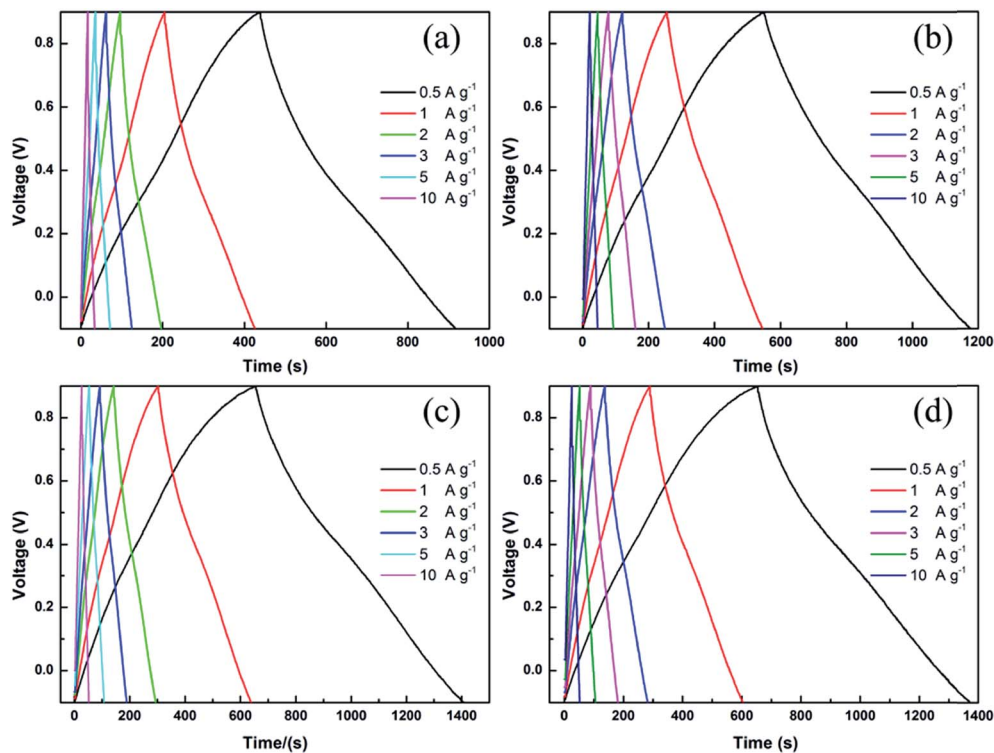 (a)
0.8
0.6
0.4
0.2
0.0
Voltage (V)
0.5 A g-1
1 A g-1
2 A g-1
3 A g-1
5 A g-1
10 A g-1
0 200 400 600 800 1000
Time (s)
(b)
0.8
0.6
0.4
0.2
0.0
Voltage (V)
0.5 A g-1
1 A g-1
2 A g-1
3 A g-1
5 A g-1
10 A g-1
0 200 400 600 800 1000 1200
Time (s)
(c)
0.8
0.6
0.4
0.2
0.0
Voltage (V)
0.5 A g-1
1 A g-1
2 A g-1
3 A g-1
5 A g-1
10 A g-1
0 200 400 600 800 1000 1200 1400
Time/(s)
(d)
0.8
0.6
0.4
0.2
0.0
Voltage (V)
0.5 A g-1
1 A g-1
2 A g-1
3 A g-1
5 A g-1
10 A g-1
0 200 400 600 800 1000 1200 1400
Time (s)